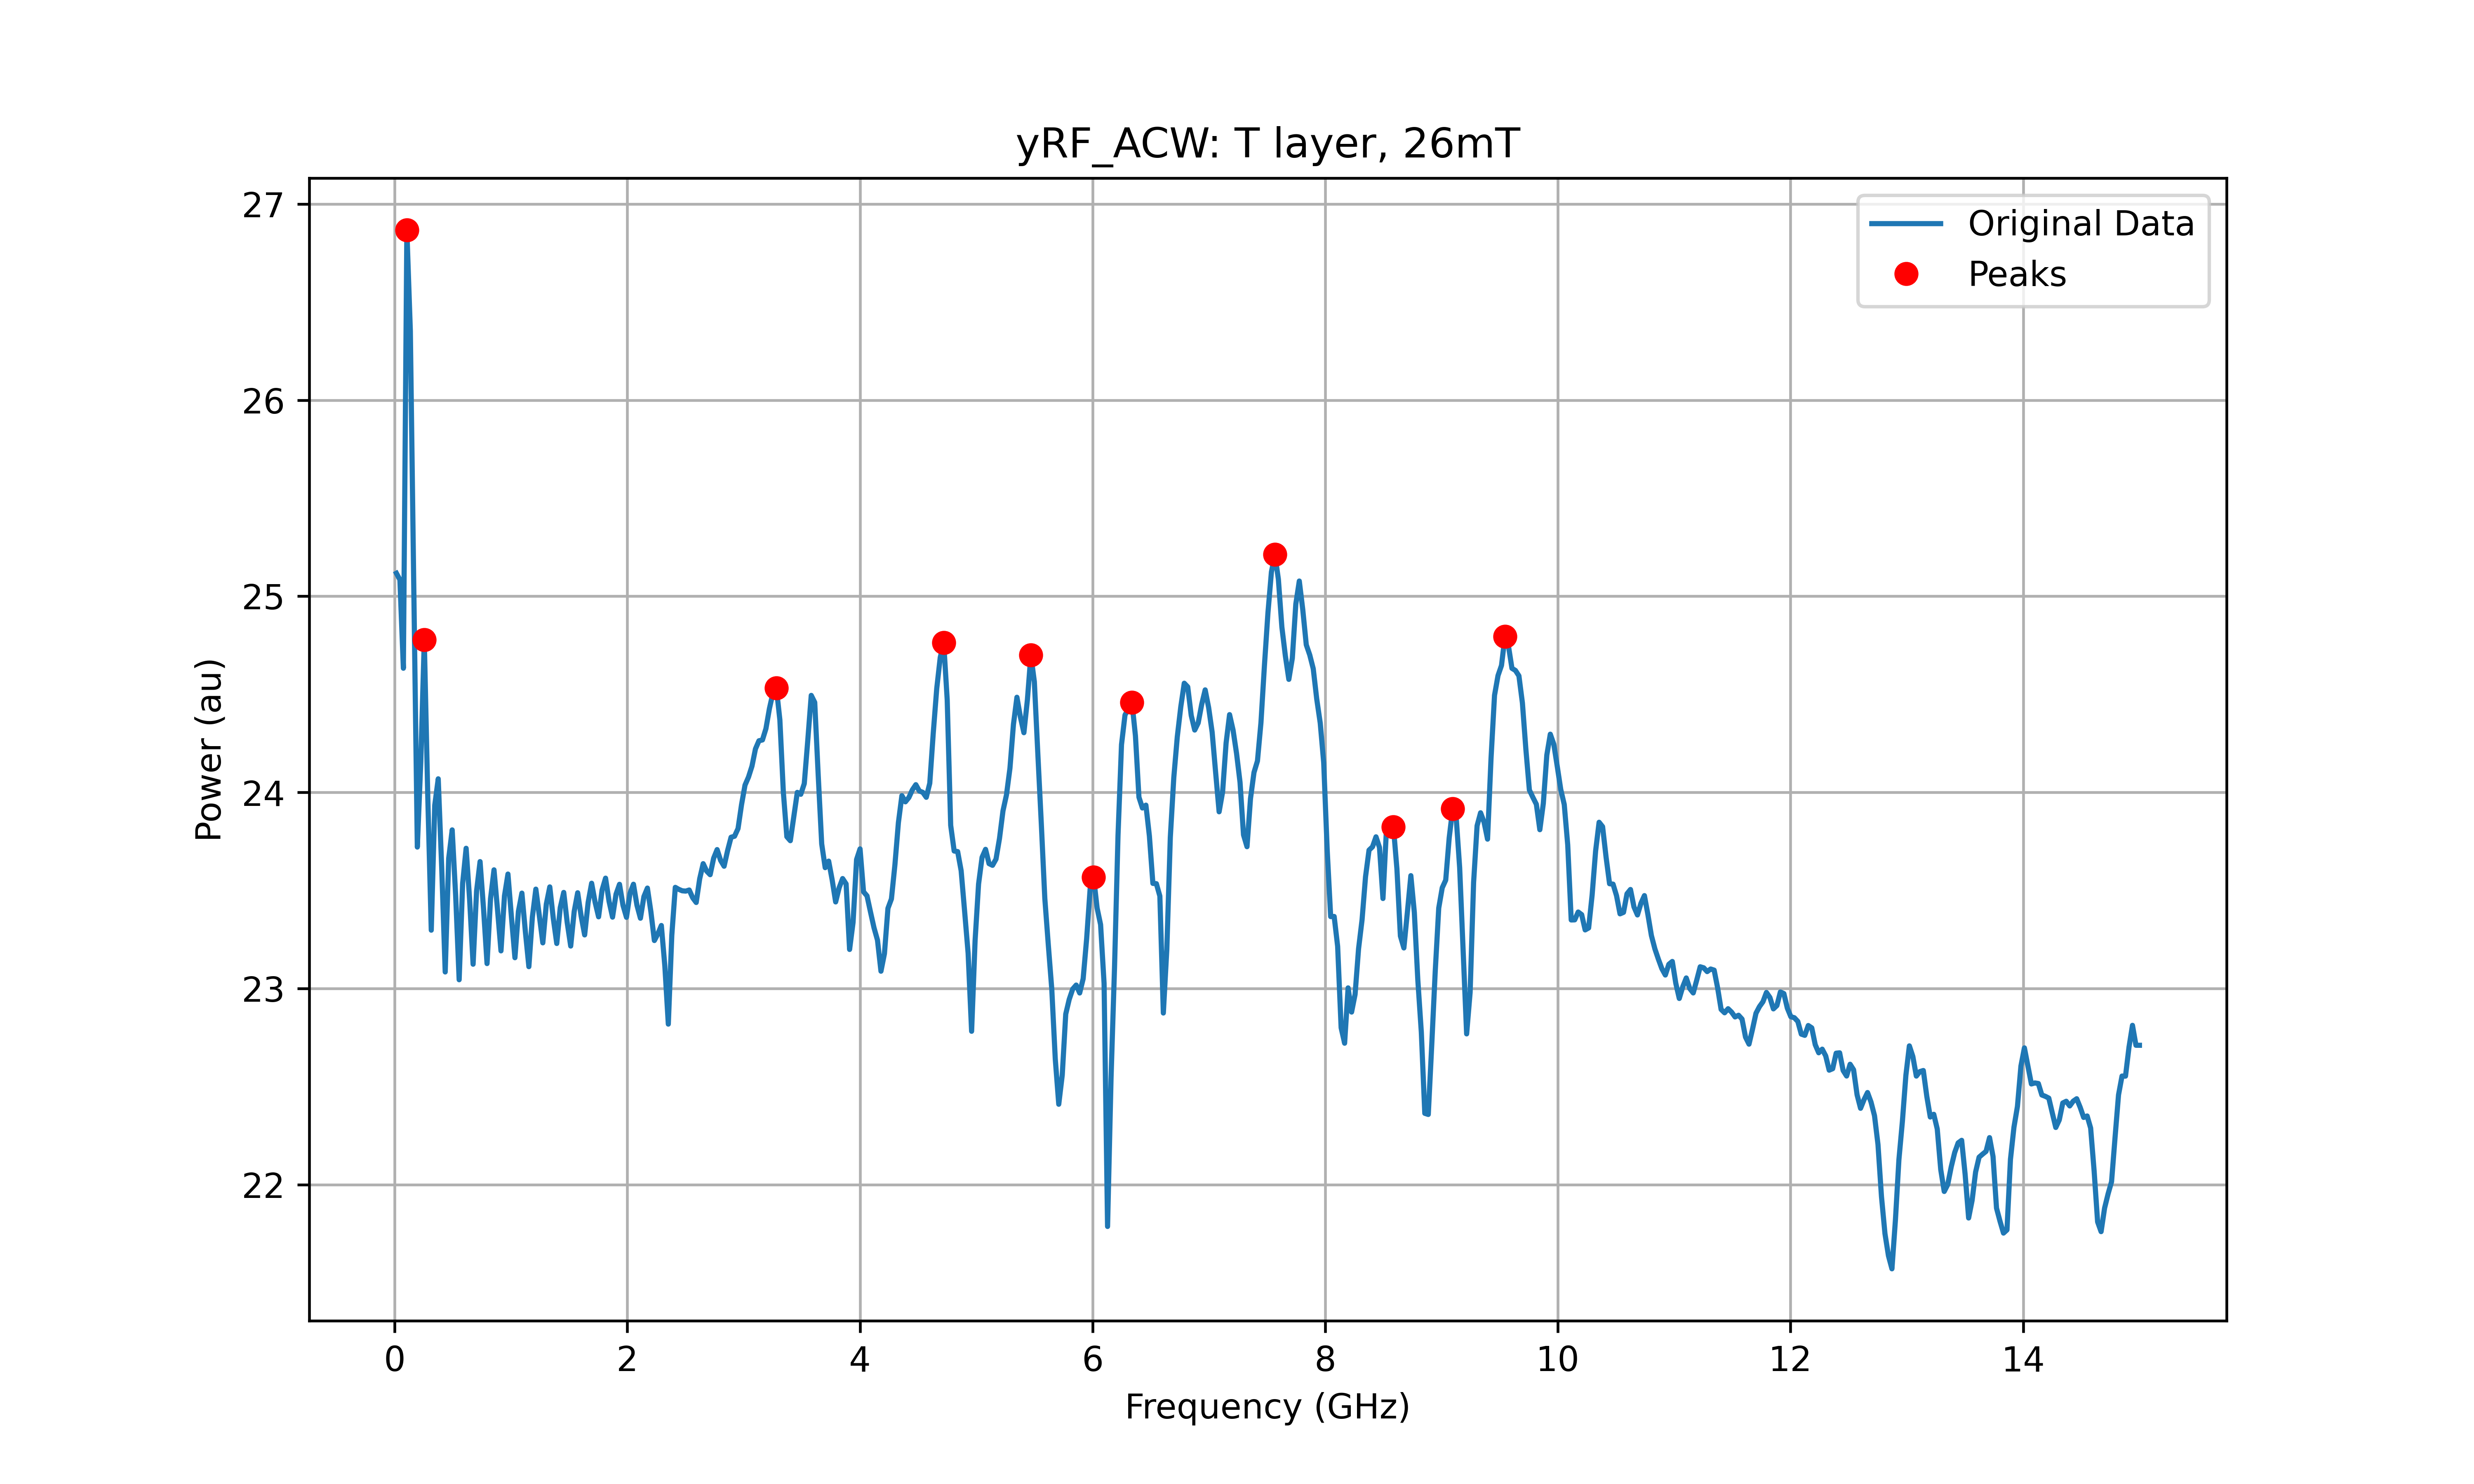 yRF_ACW: T layer, 26mT
Original Data
Peaks
27
26
25
24
23
22
Power (au)
0 2 4 6 8 10 12 14
Frequency (GHz)